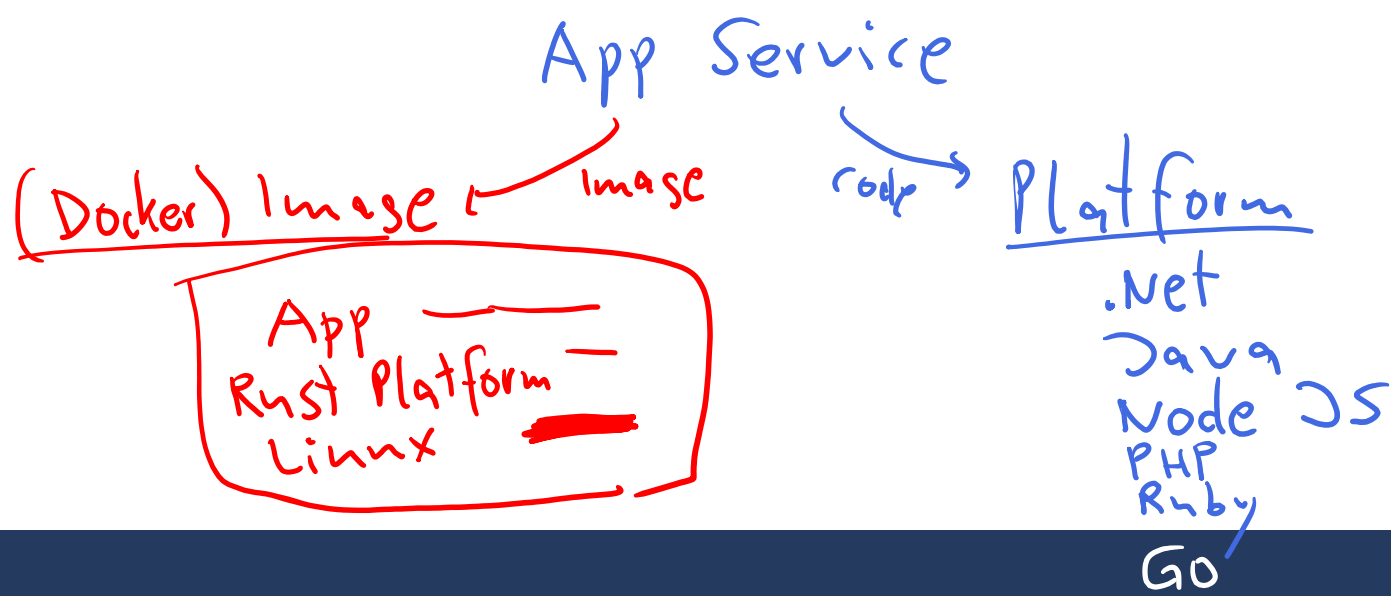 App Service
(Docker) Image
Image
code
Platform
App
Rust Platform
Linux
.Net
Java
Node JS
PHP
Ruby
Go